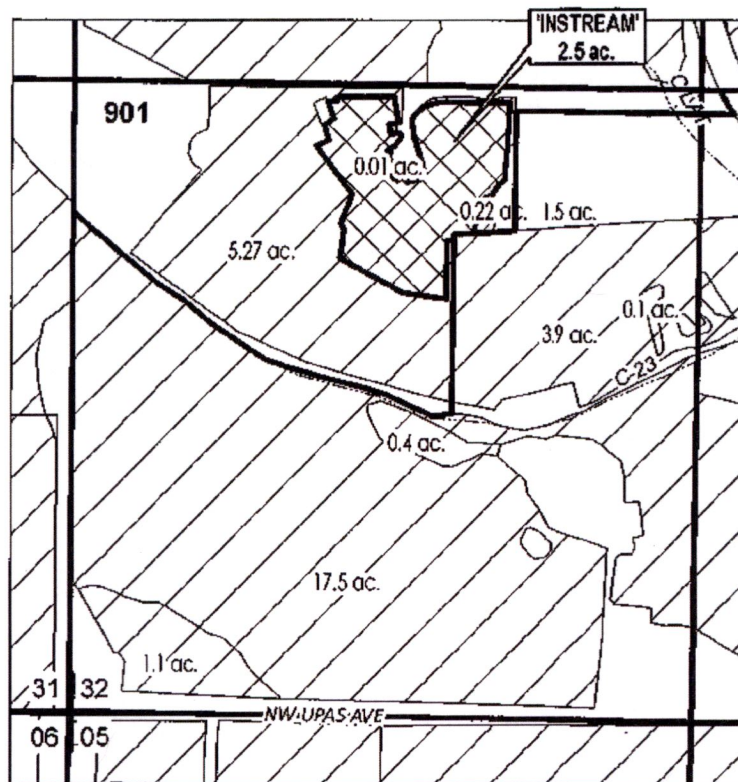 'INSTREAM'
2.5 ac.
901
0.01 ac.
0.22 ac.
1.5 ac.
5.27 ac.
0.1 ac.
3.9 ac.
C-23
0.4 ac.
17.5 ac.
1.1 ac.
31 32
NW UPAS AVE
06 05